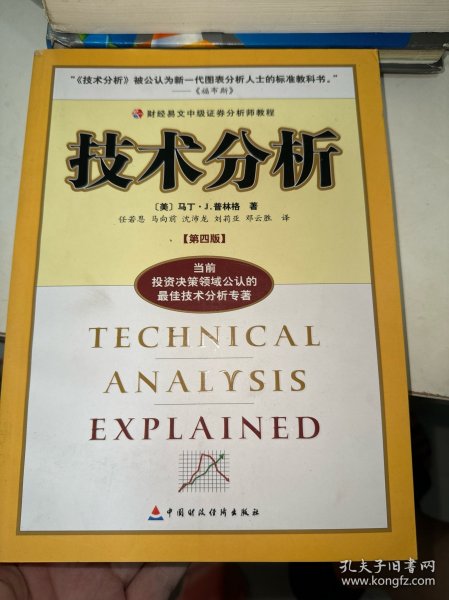 “《技术分析》被公认为新一代图表分析人士的标准教科书。”
——《福布斯》
财经易文中级证券分析师教程
技术分析
〔美〕马丁·J.普林格 著
任若恩 马向前 沈沛龙 刘莉亚 邓云胜 译
【第四版】
当前
投资决策领域公认的
最佳技术分析专著
TECHNICAL
ANALYSIS
EXPLAINED
中国财政经济出版社
孔夫子旧书网
www.kongfz.com